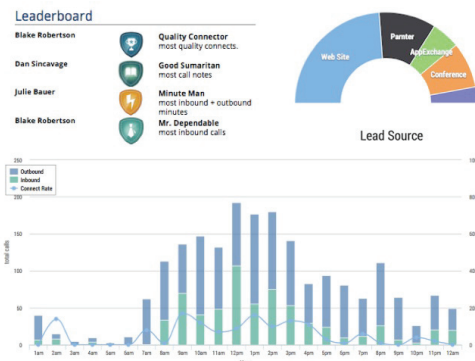 Leaderboard
Blake Robertson
Quality Connector
most quality connects.
Dan Sincavage
Good Sumaritan
most call notes
Julie Bauer
Minute Man
most inbound + outbound
minutes
Blake Robertson
Mr. Dependable
most inbound calls
Web Site
Parnter
AppExchange
Conference
Lead Source
Outbound
Inbound
Connect Rate
total calls
250
200
150
100
50
0
1am 2am 3am 4am 5am 6am 7am 8am 9am 10am 11am 12pm 1pm 2pm 3pm 4pm 5pm 6pm 7pm 8pm 9pm 10pm 11pm 12am